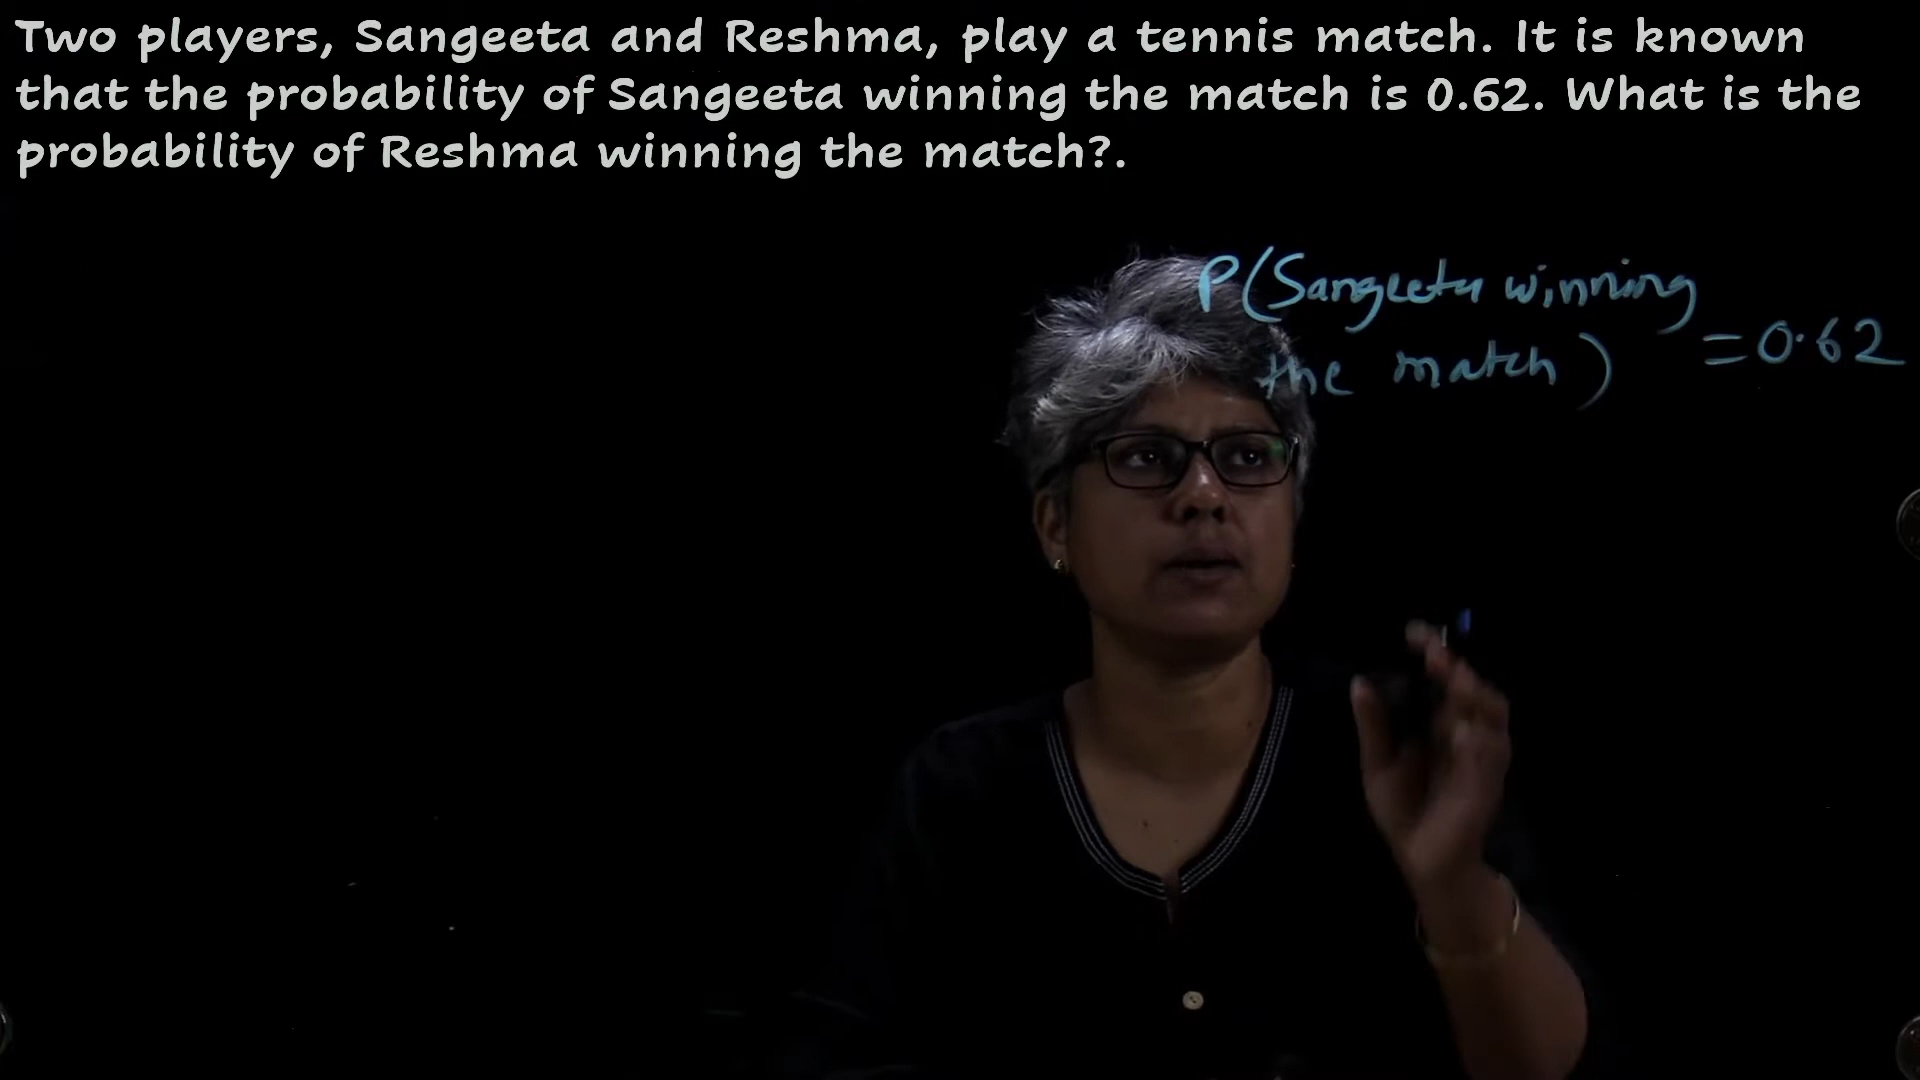 Two players, Sangeeta and Reshma, play a tennis match. It is known
that the probability of Sangeeta winning the match is 0.62. What is the
probability of Reshma winning the match?.
P(Sangeeta winning
the match) = 0.62